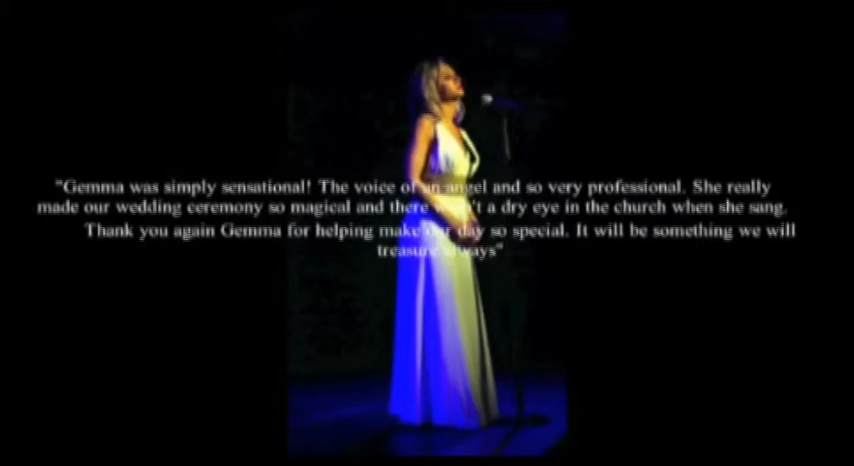 "Gemma was simply sensational! The voice of an angel and so very professional. She really
made our wedding ceremony so magical and there wasn't a dry eye in the church when she sang.
Thank you again Gemma for helping make our day so special. It will be something we will
treasure always"